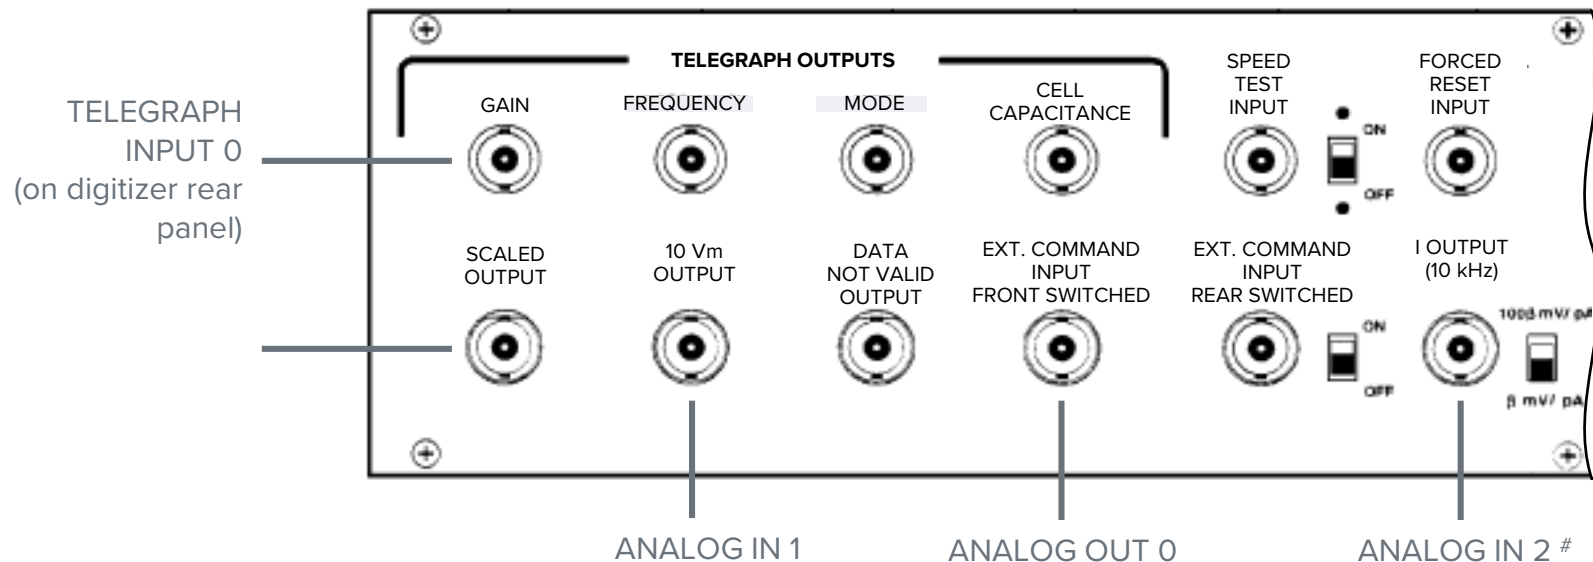 TELEGRAPH
INPUT 0
(on digitizer rear
panel)
TELEGRAPH OUTPUTS
GAIN
FREQUENCY
MODE
CELL
CAPACITANCE
SPEED
TEST
INPUT
ON
OFF
FORCED
RESET
INPUT
SCALED
OUTPUT
10 Vm
OUTPUT
DATA
NOT VALID
OUTPUT
EXT. COMMAND
INPUT
FRONT SWITCHED
EXT. COMMAND
INPUT
REAR SWITCHED
ON
OFF
I OUTPUT
(10 kHz)
100β mV/ pA
β mV/ pA
ANALOG IN 1
ANALOG OUT 0
ANALOG IN 2 #